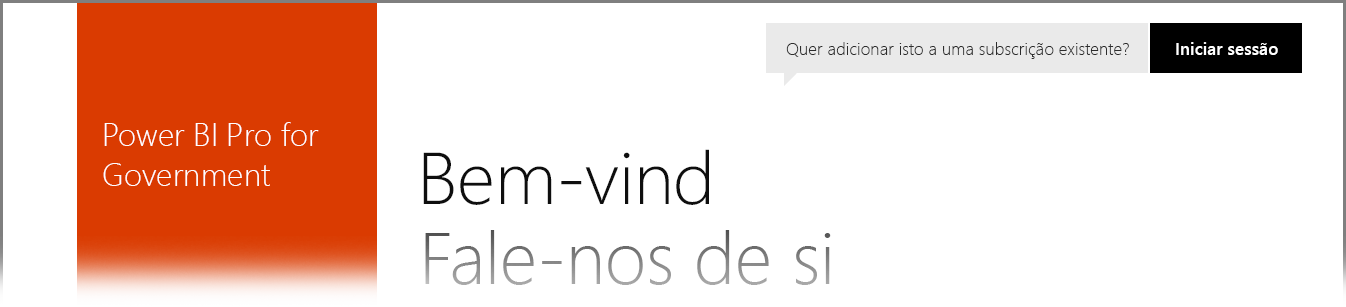 Quer adicionar isto a uma subscrição existente?
Iniciar sessão
Power BI Pro for
Government
Bem-vind
Fale-nos de si